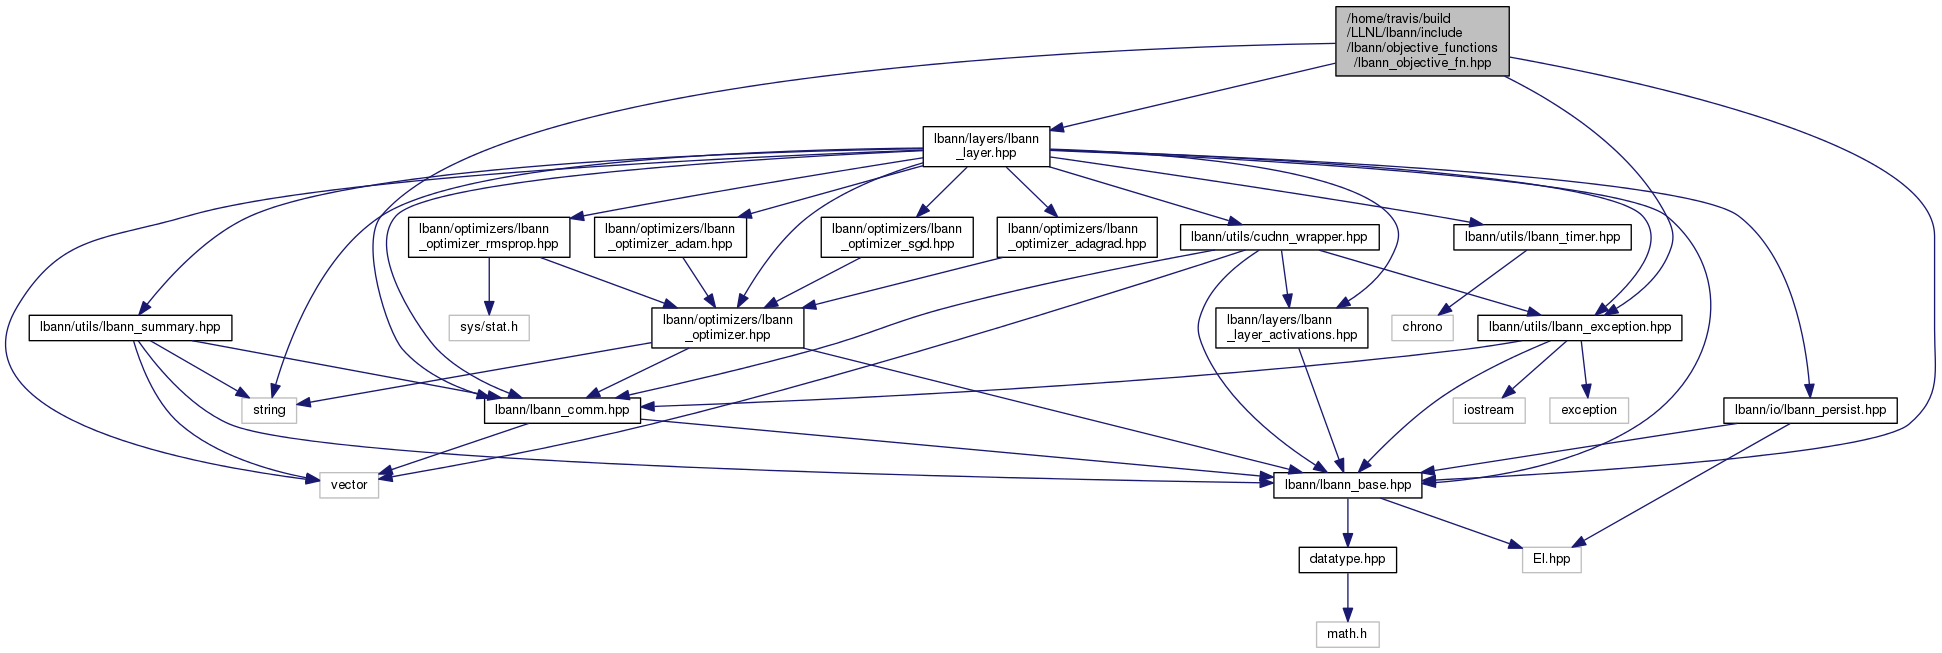 /home/travis/build
/LLNL/lbann/include
/lbann/objective_functions
/lbann_objective_fn.hpp
lbann/layers/lbann
_layer.hpp
lbann/optimizers/lbann
_optimizer_rmsprop.hpp
lbann/optimizers/lbann
_optimizer_adam.hpp
lbann/optimizers/lbann
_optimizer_sgd.hpp
lbann/optimizers/lbann
_optimizer_adagrad.hpp
lbann/utils/cudnn_wrapper.hpp
lbann/utils/lbann_timer.hpp
lbann/utils/lbann_summary.hpp
sys/stat.h
lbann/optimizers/lbann
_optimizer.hpp
lbann/layers/lbann
_layer_activations.hpp
chrono
lbann/utils/lbann_exception.hpp
string
lbann/lbann_comm.hpp
iostream
exception
lbann/io/lbann_persist.hpp
vector
lbann/lbann_base.hpp
datatype.hpp
El.hpp
math.h